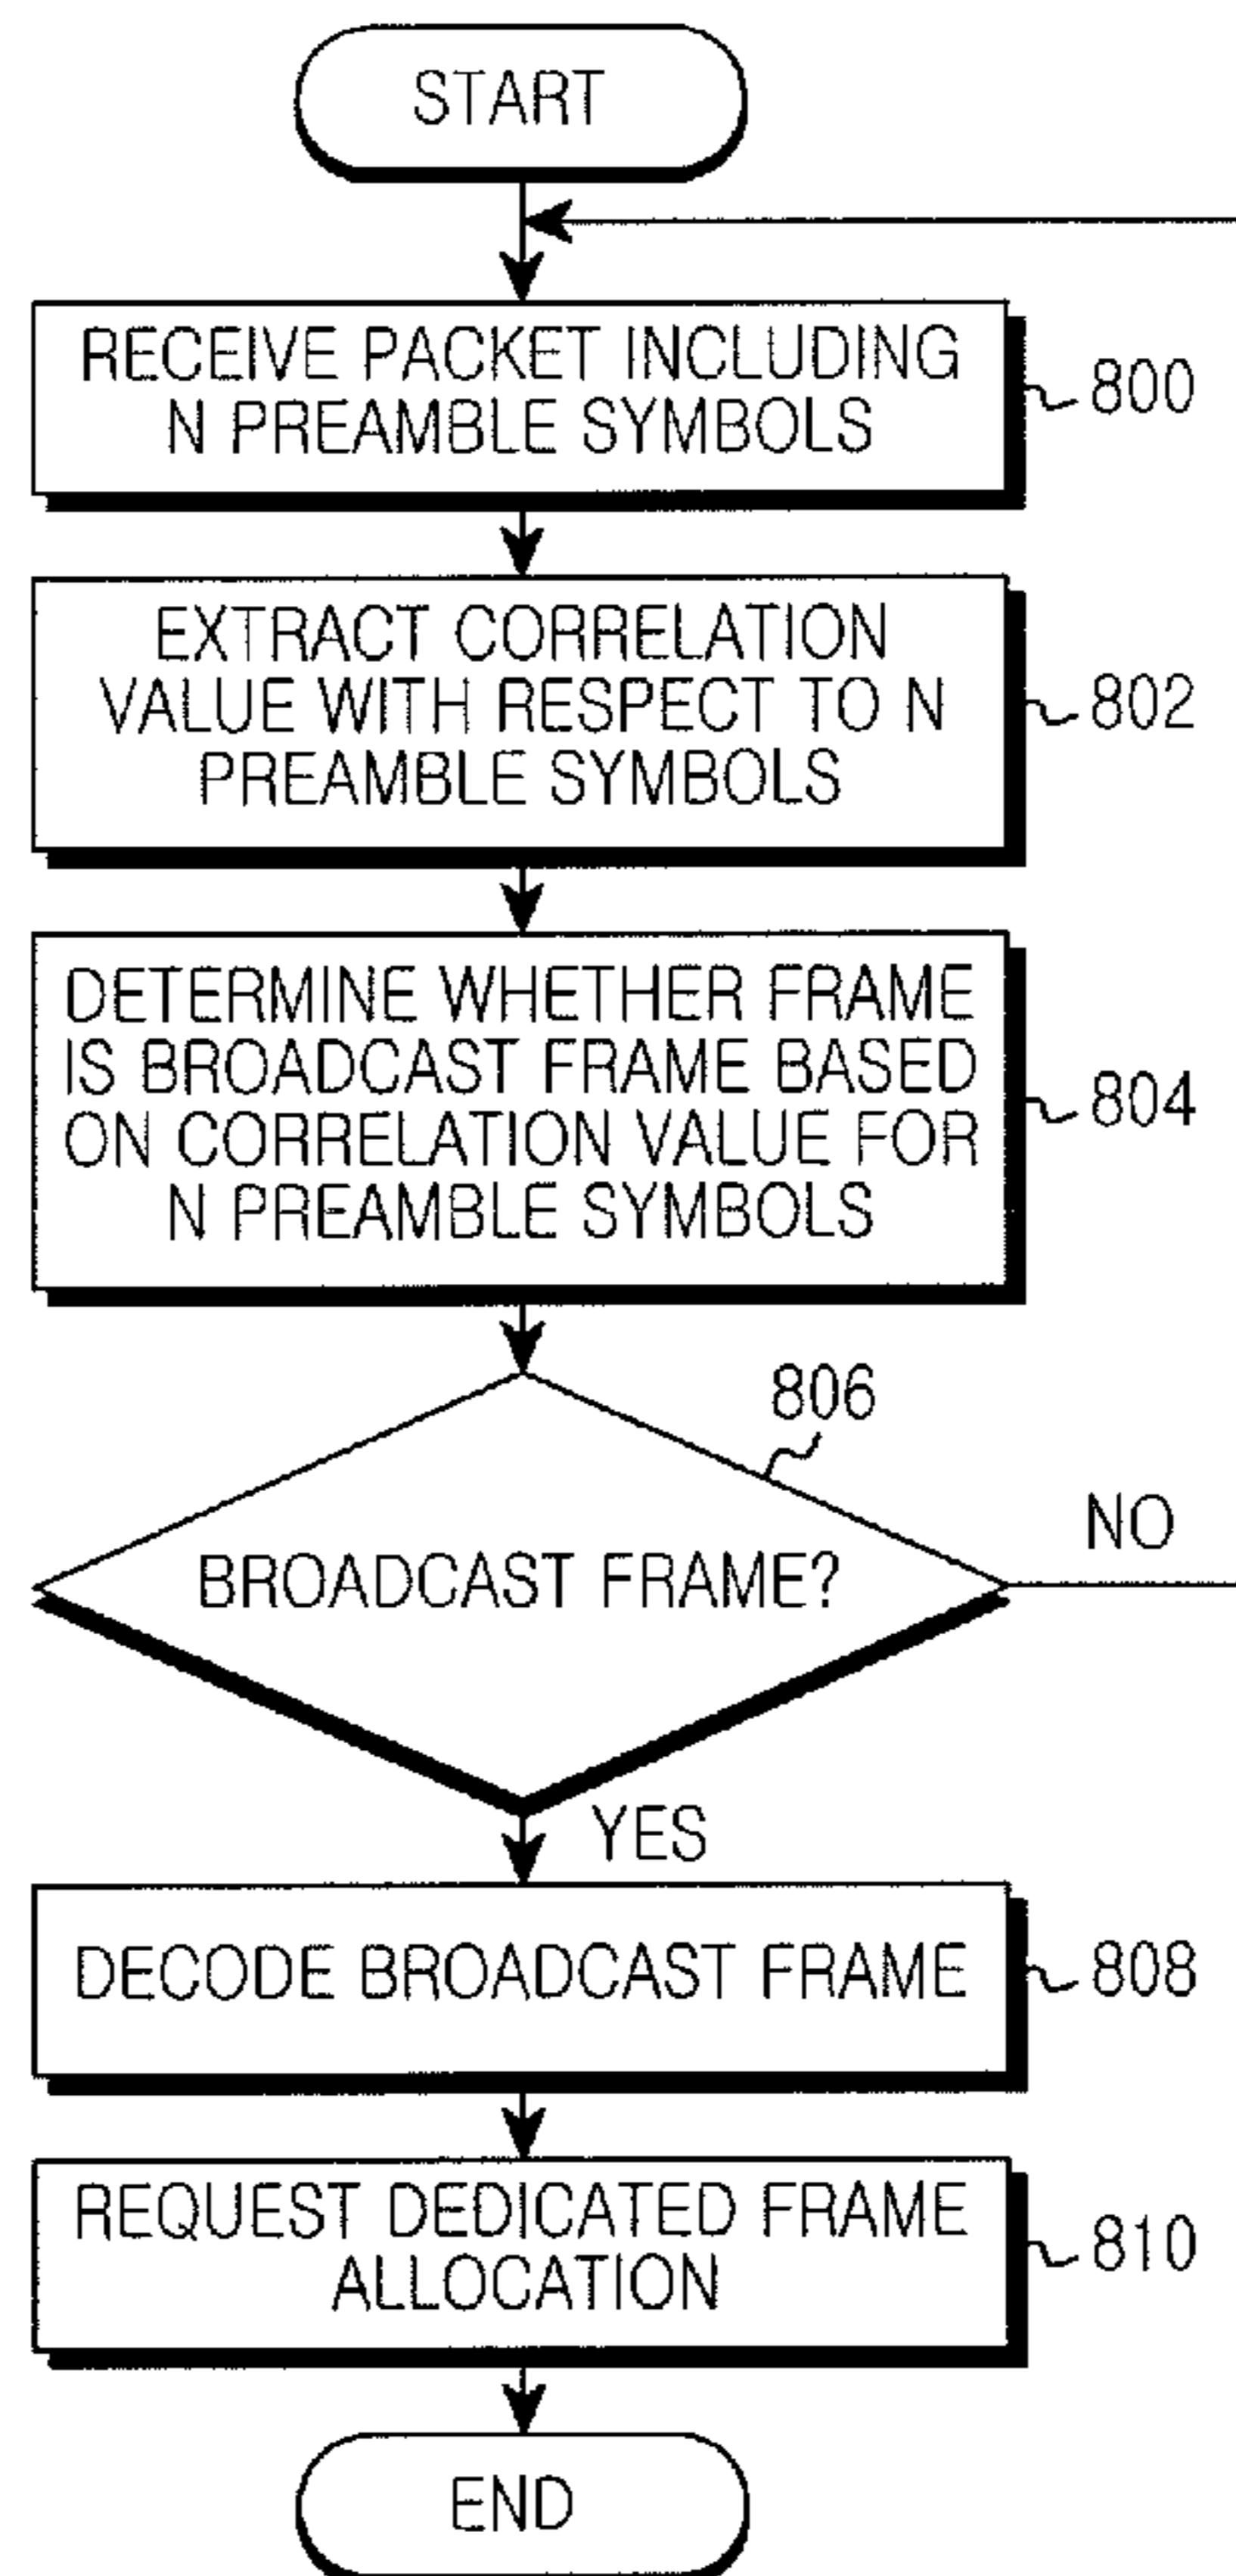 START
RECEIVE PACKET INCLUDING
N PREAMBLE SYMBOLS
800
EXTRACT CORRELATION
VALUE WITH RESPECT TO N
PREAMBLE SYMBOLS
802
DETERMINE WHETHER FRAME
IS BROADCAST FRAME BASED
ON CORRELATION VALUE FOR
N PREAMBLE SYMBOLS
804
806
BROADCAST FRAME?
NO
YES
DECODE BROADCAST FRAME
808
REQUEST DEDICATED FRAME
ALLOCATION
810
END